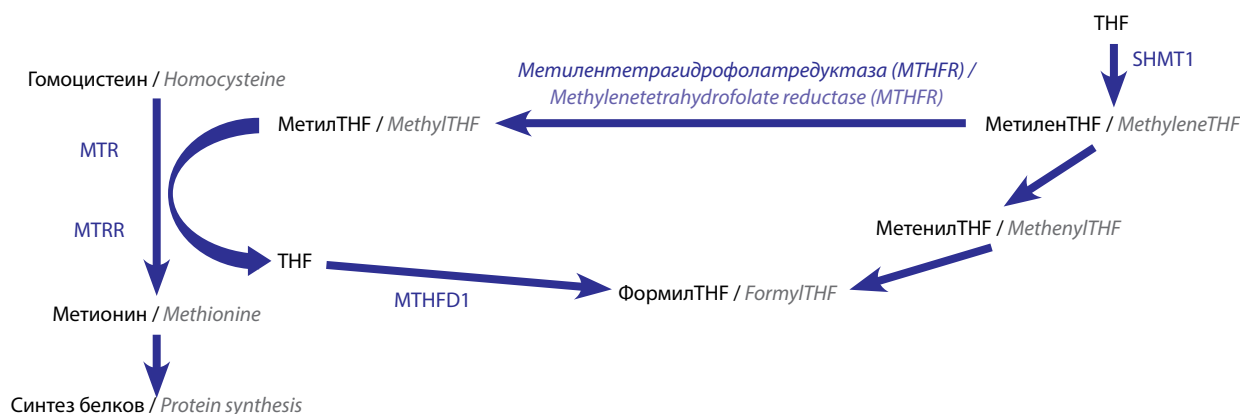 THF
SHMT1
Гомоцистеин / Homocysteine
Метилентетрагидрофолатредуктаза (MTHFR) /
Methylenetetrahydrofolate reductase (MTHFR)
МетилTHF / MethylTHF
МетиленTHF / MethyleneTHF
MTR
MTRR
МетенилTHF / MethenylTHF
THF
MTHFD1
ФормилTHF / FormylTHF
Метионин / Methionine
Синтез белков / Protein synthesis